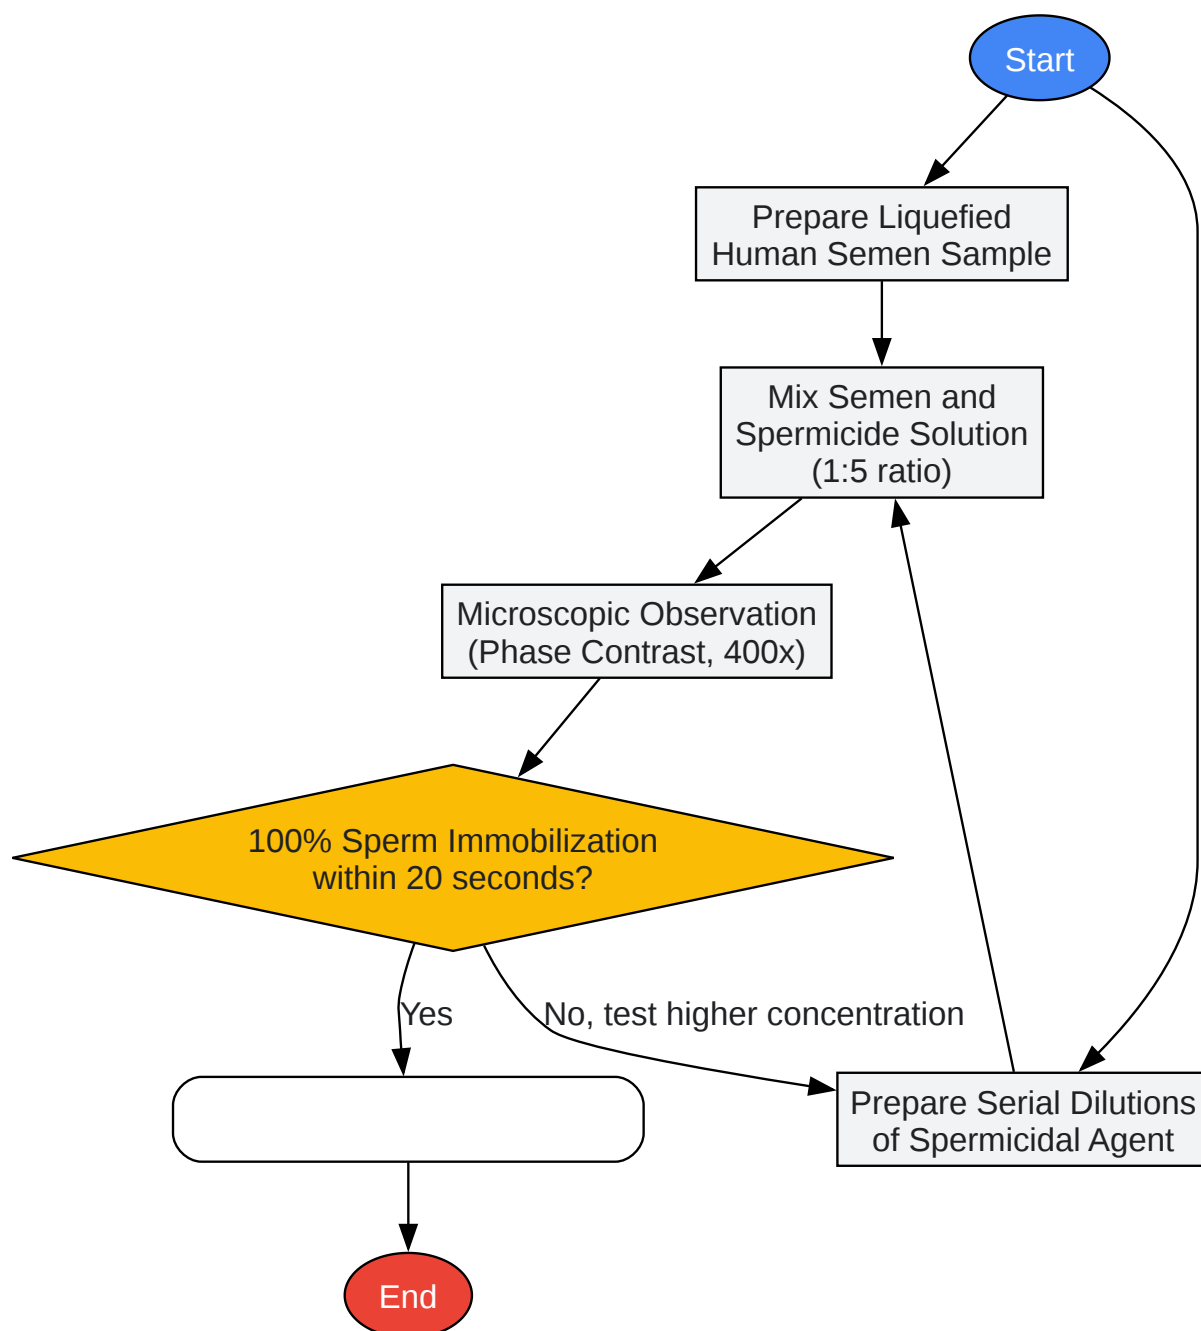 Start
Prepare Liquefied
Human Semen Sample
Mix Semen and
Spermicide Solution
(1:5 ratio)
Microscopic Observation
(Phase Contrast, 400x)
100% Sperm Immobilization
within 20 seconds?
Yes
No, test higher concentration
Prepare Serial Dilutions
of Spermicidal Agent
End